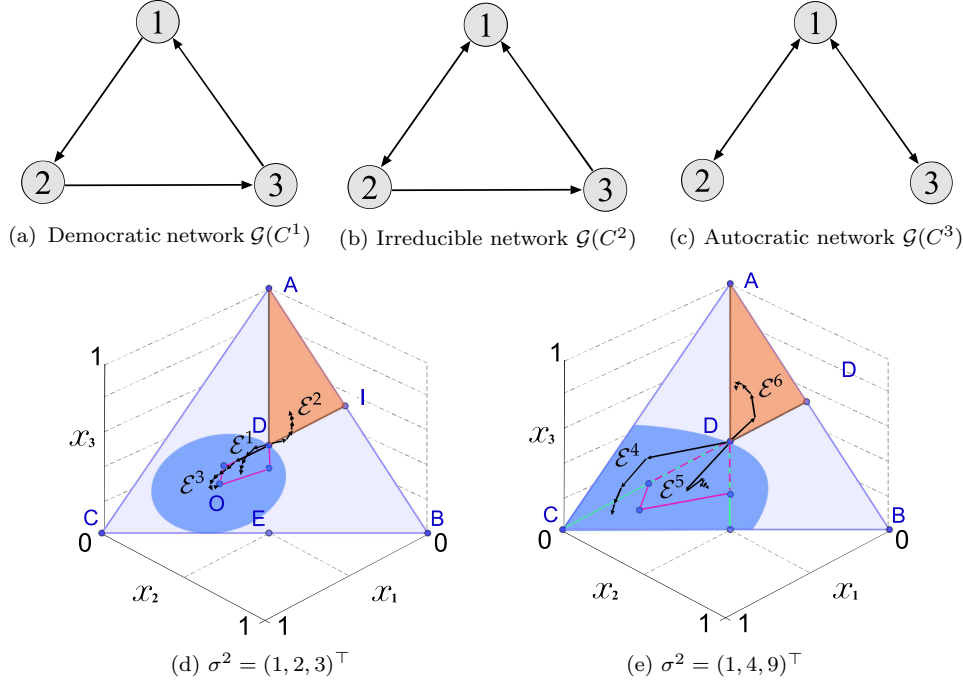 1
2
3
1
2
3
1
2
3
(a) Democratic network 𝒢(C¹)
(b) Irreducible network 𝒢(C²)
(c) Autocratic network 𝒢(C³)
A
I
D
1
x₃
ℰ¹
ℰ²
ℰ³
O
C
E
B
0
0
x₂
x₁
1
1
(d) σ² = (1, 2, 3)^⊤
A
D
D
1
x₃
ℰ⁴
ℰ⁵
ℰ⁶
C
B
0
0
x₂
x₁
1
1
(e) σ² = (1, 4, 9)^⊤